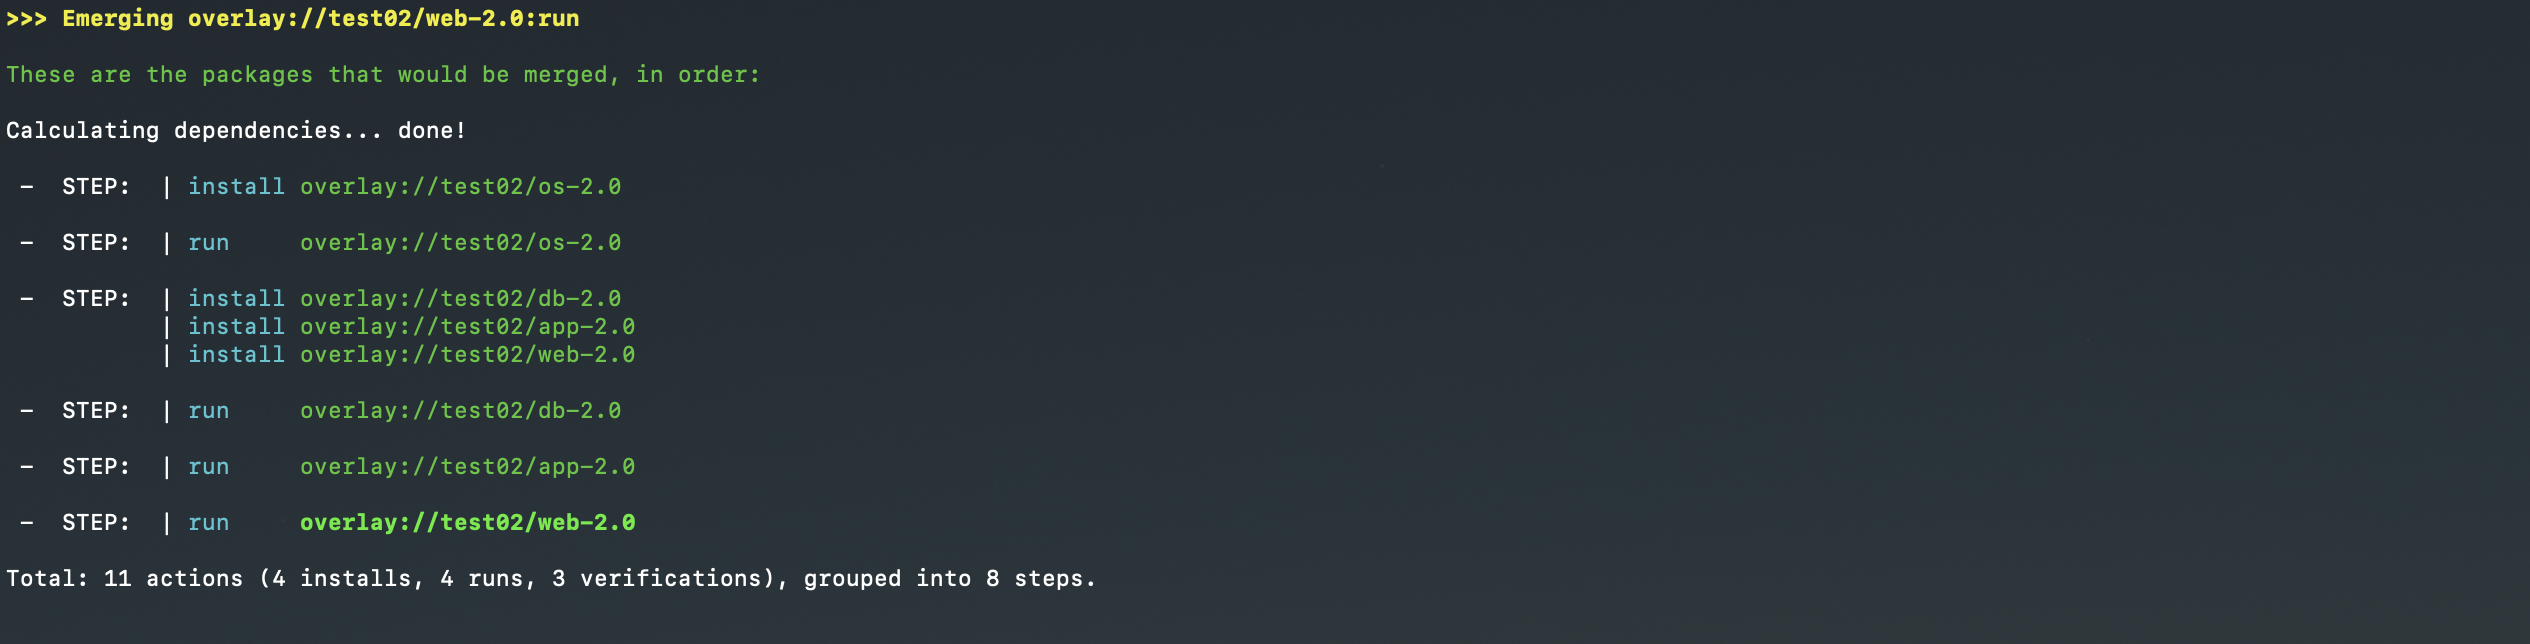 >>> Emerging overlay://test02/web-2.0:run
These are the packages that would be merged, in order:
Calculating dependencies... done!
 -  STEP:  | install overlay://test02/os-2.0
 -  STEP:  | run     overlay://test02/os-2.0
 -  STEP:  | install overlay://test02/db-2.0
           | install overlay://test02/app-2.0
           | install overlay://test02/web-2.0
 -  STEP:  | run     overlay://test02/db-2.0
 -  STEP:  | run     overlay://test02/app-2.0
 -  STEP:  | run     overlay://test02/web-2.0
Total: 11 actions (4 installs, 4 runs, 3 verifications), grouped into 8 steps.